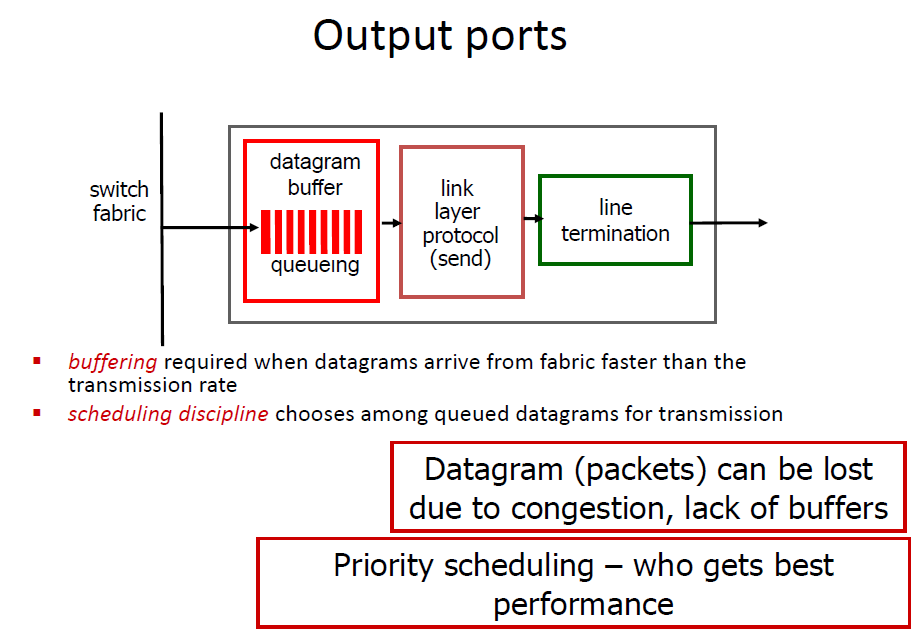 Output ports
switch
fabric
datagram
buffer
queueing
link
layer
protocol
(send)
line
termination
▪ buffering required when datagrams arrive from fabric faster than the
transmission rate
▪ scheduling discipline chooses among queued datagrams for transmission
Datagram (packets) can be lost
due to congestion, lack of buffers
Priority scheduling – who gets best
performance